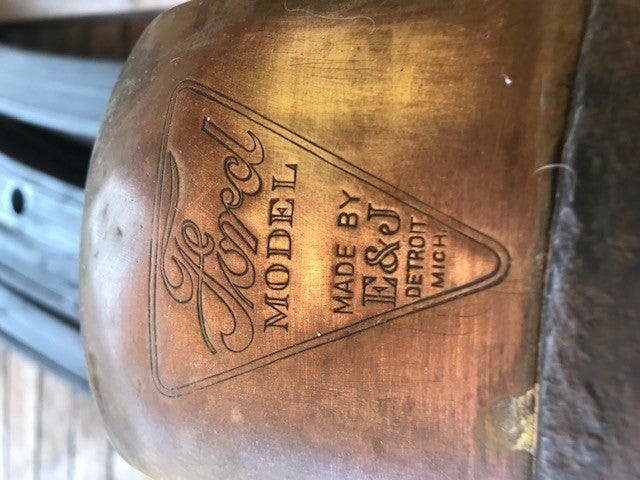 The Ford
MODEL
MADE BY
E&J
DETROIT
MICH.